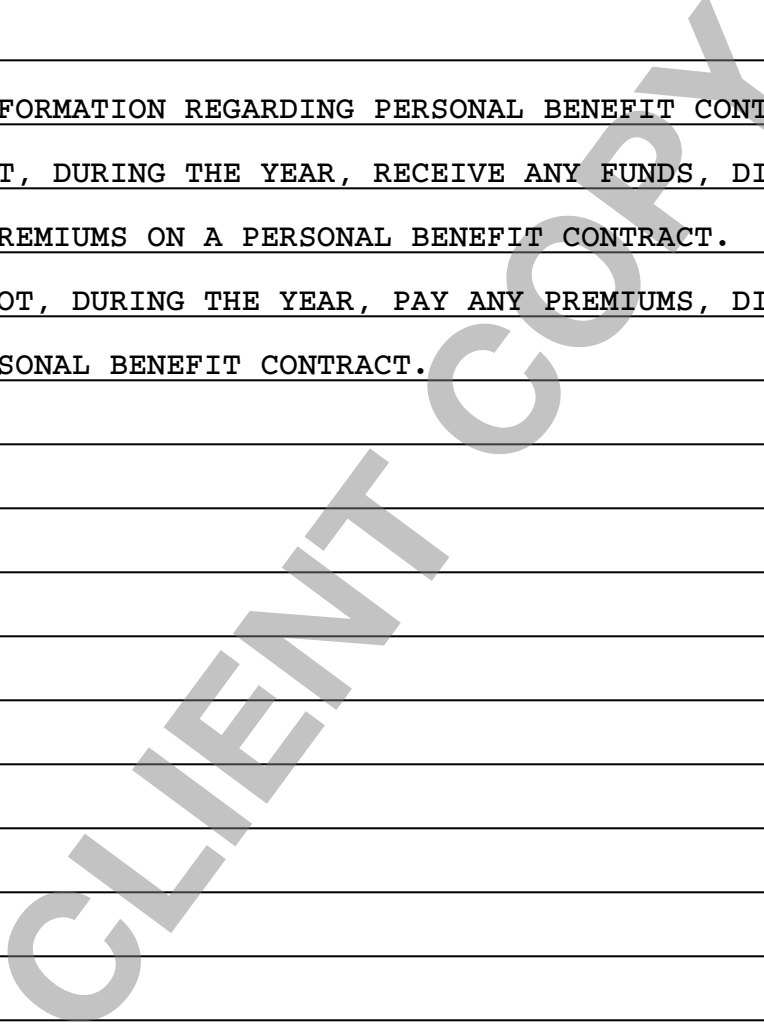 FORMATION REGARDING PERSONAL BENEFIT CONT
T, DURING THE YEAR, RECEIVE ANY FUNDS, DI
REMIUMS ON A PERSONAL BENEFIT CONTRACT.
OT, DURING THE YEAR, PAY ANY PREMIUMS, DI
SONAL BENEFIT CONTRACT.
CLIENT COPY